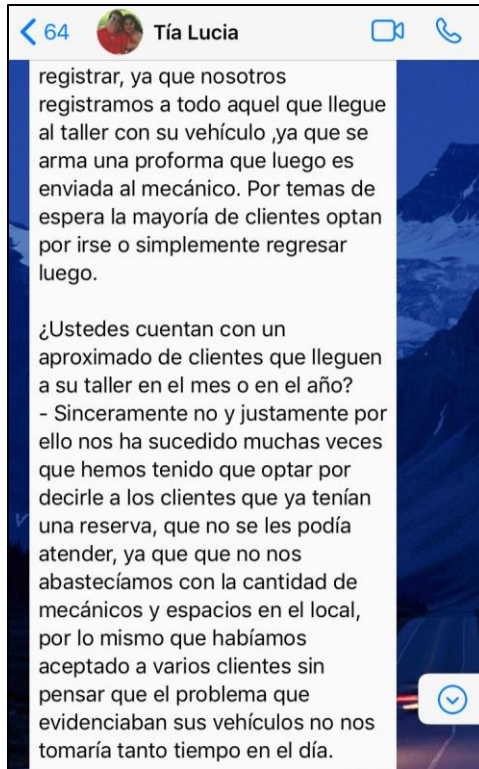 64
Tía Lucia
registrar, ya que nosotros
registramos a todo aquel que llegue
al taller con su vehículo ,ya que se
arma una proforma que luego es
enviada al mecánico. Por temas de
espera la mayoría de clientes optan
por irse o simplemente regresar
luego.
¿Ustedes cuentan con un
aproximado de clientes que lleguen
a su taller en el mes o en el año?
- Sinceramente no y justamente por
ello nos ha sucedido muchas veces
que hemos tenido que optar por
decirle a los clientes que ya tenían
una reserva, que no se les podía
atender, ya que que no nos
abastecíamos con la cantidad de
mecánicos y espacios en el local,
por lo mismo que habíamos
aceptado a varios clientes sin
pensar que el problema que
evidenciaban sus vehículos no nos
tomaría tanto tiempo en el día.